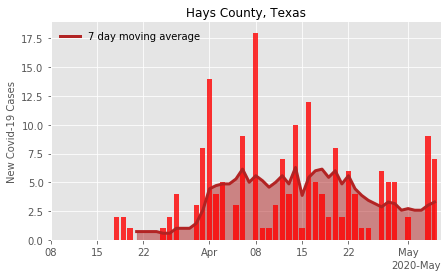 Hays County, Texas
7 day moving average
New Covid-19 Cases
17.5
15.0
12.5
10.0
7.5
5.0
2.5
0.0
08 15 22 Apr 08 15 22 May
2020-May